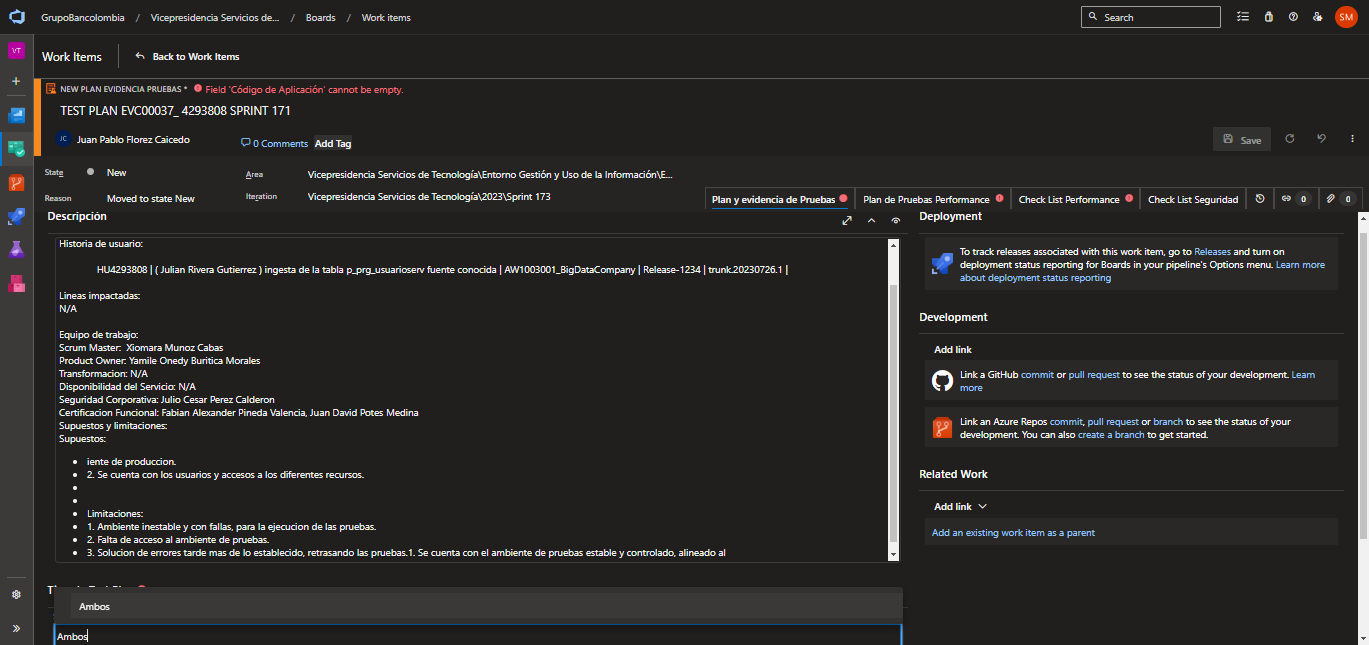 GrupoBancolombia / Vicepresidencia Servicios de... / Boards / Work items
Search
SM
VT
Work Items
Back to Work Items
NEW PLAN EVIDENCIA PRUEBAS * Field 'Código de Aplicación' cannot be empty.
TEST PLAN EVC00037_ 4293808 SPRINT 171
JC Juan Pablo Florez Caicedo
0 Comments
Add Tag
Save
State
New
Area
Vicepresidencia Servicios de Tecnología\Entorno Gestión y Uso de la Información\E...
Reason
Moved to state New
Iteration
Vicepresidencia Servicios de Tecnología\2023\Sprint 173
Plan y evidencia de Pruebas
Plan de Pruebas Performance
Check List Performance
Check List Seguridad
0
0
Descripción
Historia de usuario:
HU4293808 | ( Julian Rivera Gutierrez ) ingesta de la tabla p_prg_usuarioserv fuente conocida | AW1003001_BigDataCompany | Release-1234 | trunk.20230726.1 |
Lineas impactadas:
N/A
Equipo de trabajo:
Scrum Master:  Xiomara Munoz Cabas
Product Owner: Yamile Onedy Buritica Morales
Transformacion: N/A
Disponibilidad del Servicio: N/A
Seguridad Corporativa: Julio Cesar Perez Calderon
Certificacion Funcional: Fabian Alexander Pineda Valencia, Juan David Potes Medina
Supuestos y limitaciones:
Supuestos:
iente de produccion.
2. Se cuenta con los usuarios y accesos a los diferentes recursos.
Limitaciones:
1. Ambiente inestable y con fallas, para la ejecucion de las pruebas.
2. Falta de acceso al ambiente de pruebas.
3. Solucion de errores tarde mas de lo establecido, retrasando las pruebas.1. Se cuenta con el ambiente de pruebas estable y controlado, alineado al
Ambos
Ambos
Deployment
To track releases associated with this work item, go to Releases and turn on
deployment status reporting for Boards in your pipeline's Options menu. Learn more
about deployment status reporting
Development
Add link
Link a GitHub commit or pull request to see the status of your development. Learn
more
Link an Azure Repos commit, pull request or branch to see the status of your
development. You can also create a branch to get started.
Related Work
Add link
Add an existing work item as a parent